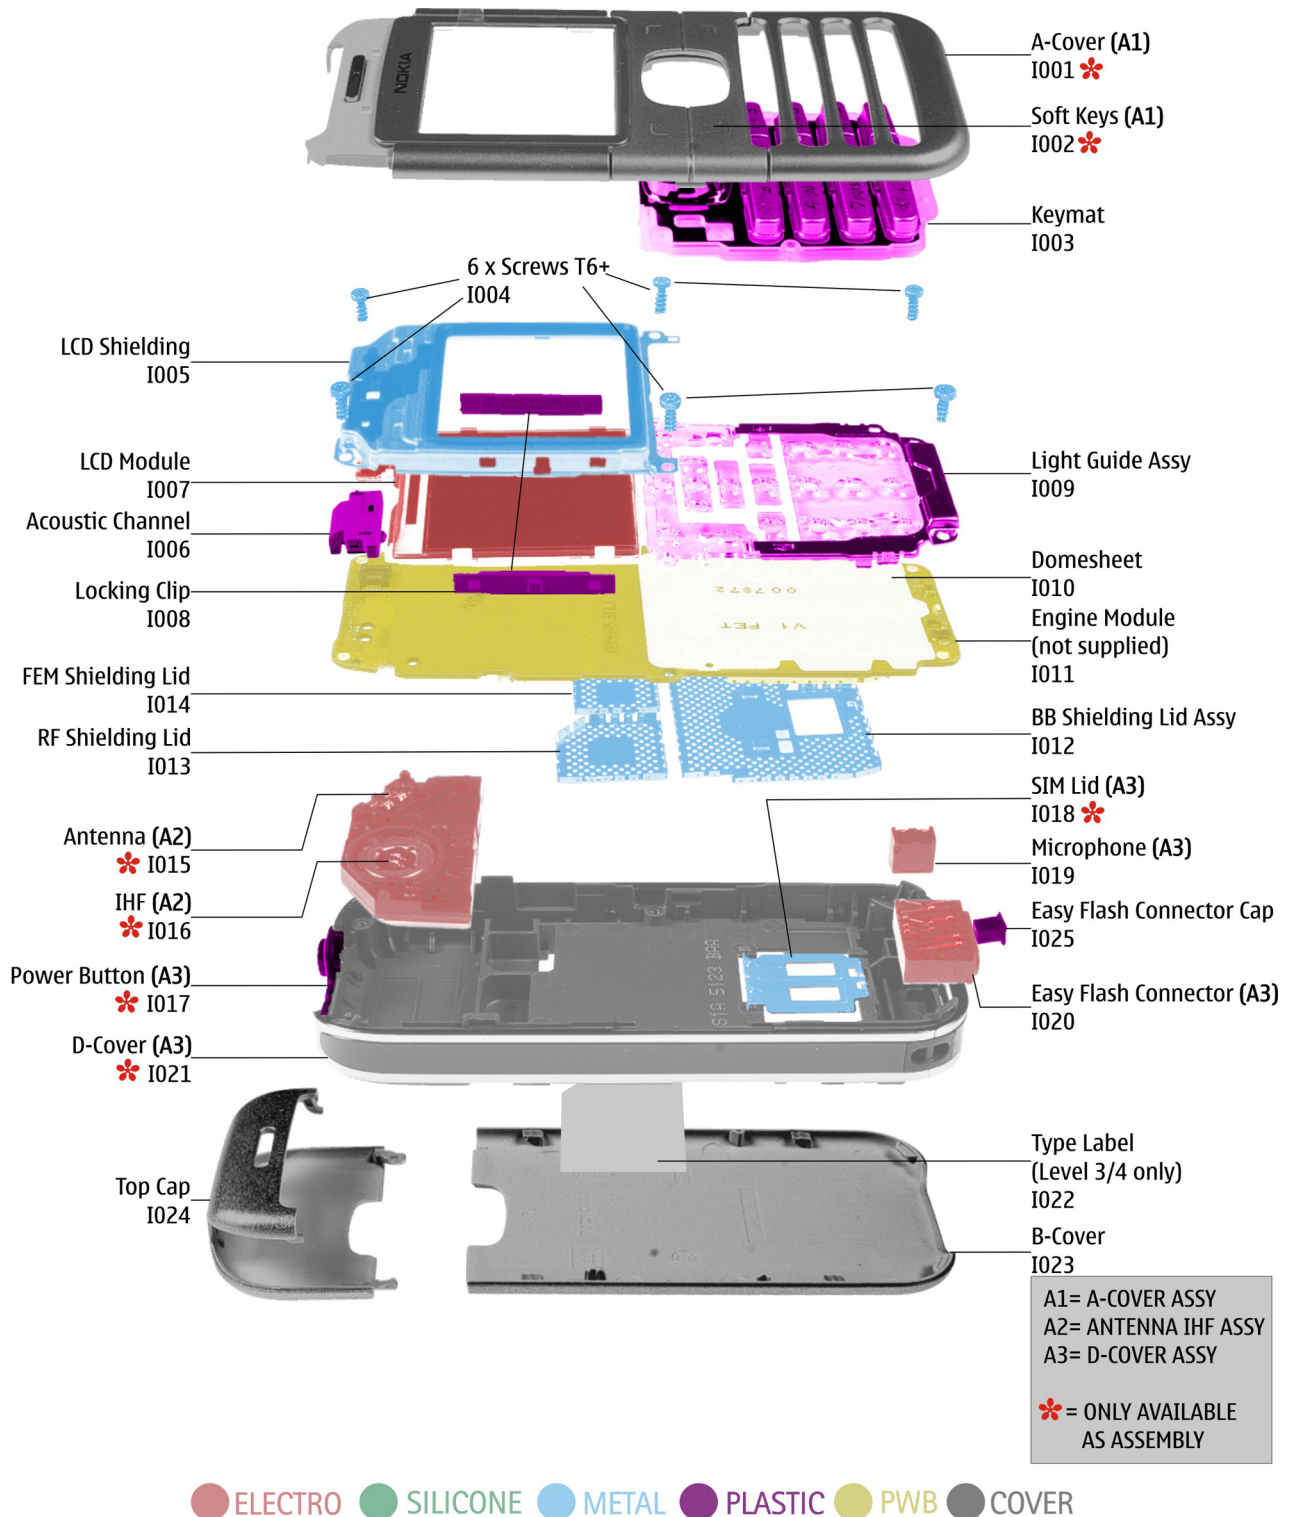 NOKIA
A-Cover (A1)
I001 *
Soft Keys (A1)
I002 *
Keymat
I003
6 x Screws T6+
I004
LCD Shielding
I005
LCD Module
I007
Acoustic Channel
I006
Locking Clip
I008
Light Guide Assy
I009
Domesheet
I010
Engine Module
(not supplied)
I011
007872
V1 PET
FEM Shielding Lid
I014
RF Shielding Lid
I013
BB Shielding Lid Assy
I012
SIM Lid (A3)
I018 *
Microphone (A3)
I019
Antenna (A2)
* I015
IHF (A2)
* I016
Easy Flash Connector Cap
I025
Power Button (A3)
* I017
Easy Flash Connector (A3)
I020
D-Cover (A3)
* I021
Type Label
(Level 3/4 only)
I022
Top Cap
I024
B-Cover
I023
A1= A-COVER ASSY
A2= ANTENNA IHF ASSY
A3= D-COVER ASSY
* = ONLY AVAILABLE
AS ASSEMBLY
ELECTRO SILICONE METAL PLASTIC PWB COVER